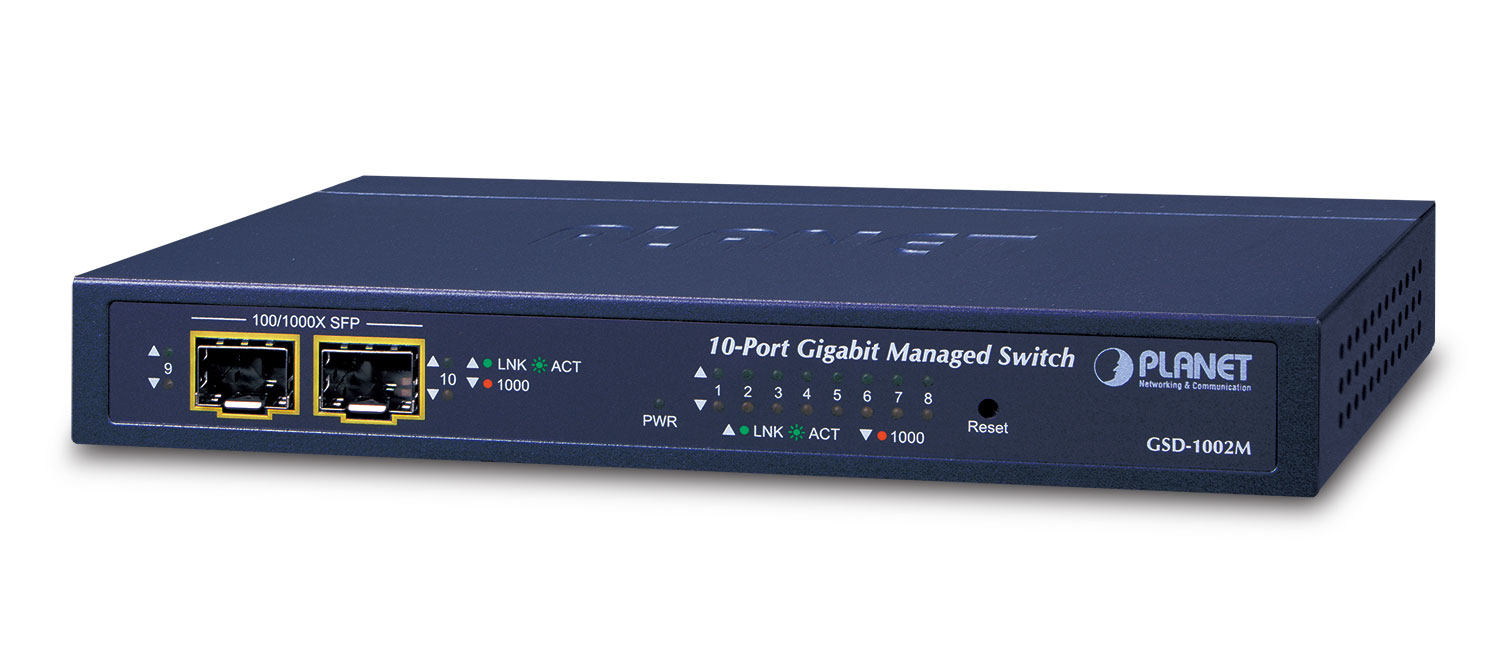 PLANET
100/1000X SFP
▲ 9 ▼
▲ 10 ▼
▲ LNK ACT
▼ 1000
10-Port Gigabit Managed Switch
PLANET
Networking & Communication
▲ ▼ 1 2 3 4 5 6 7 8
PWR
▲ LNK ACT ▼ 1000
Reset
GSD-1002M